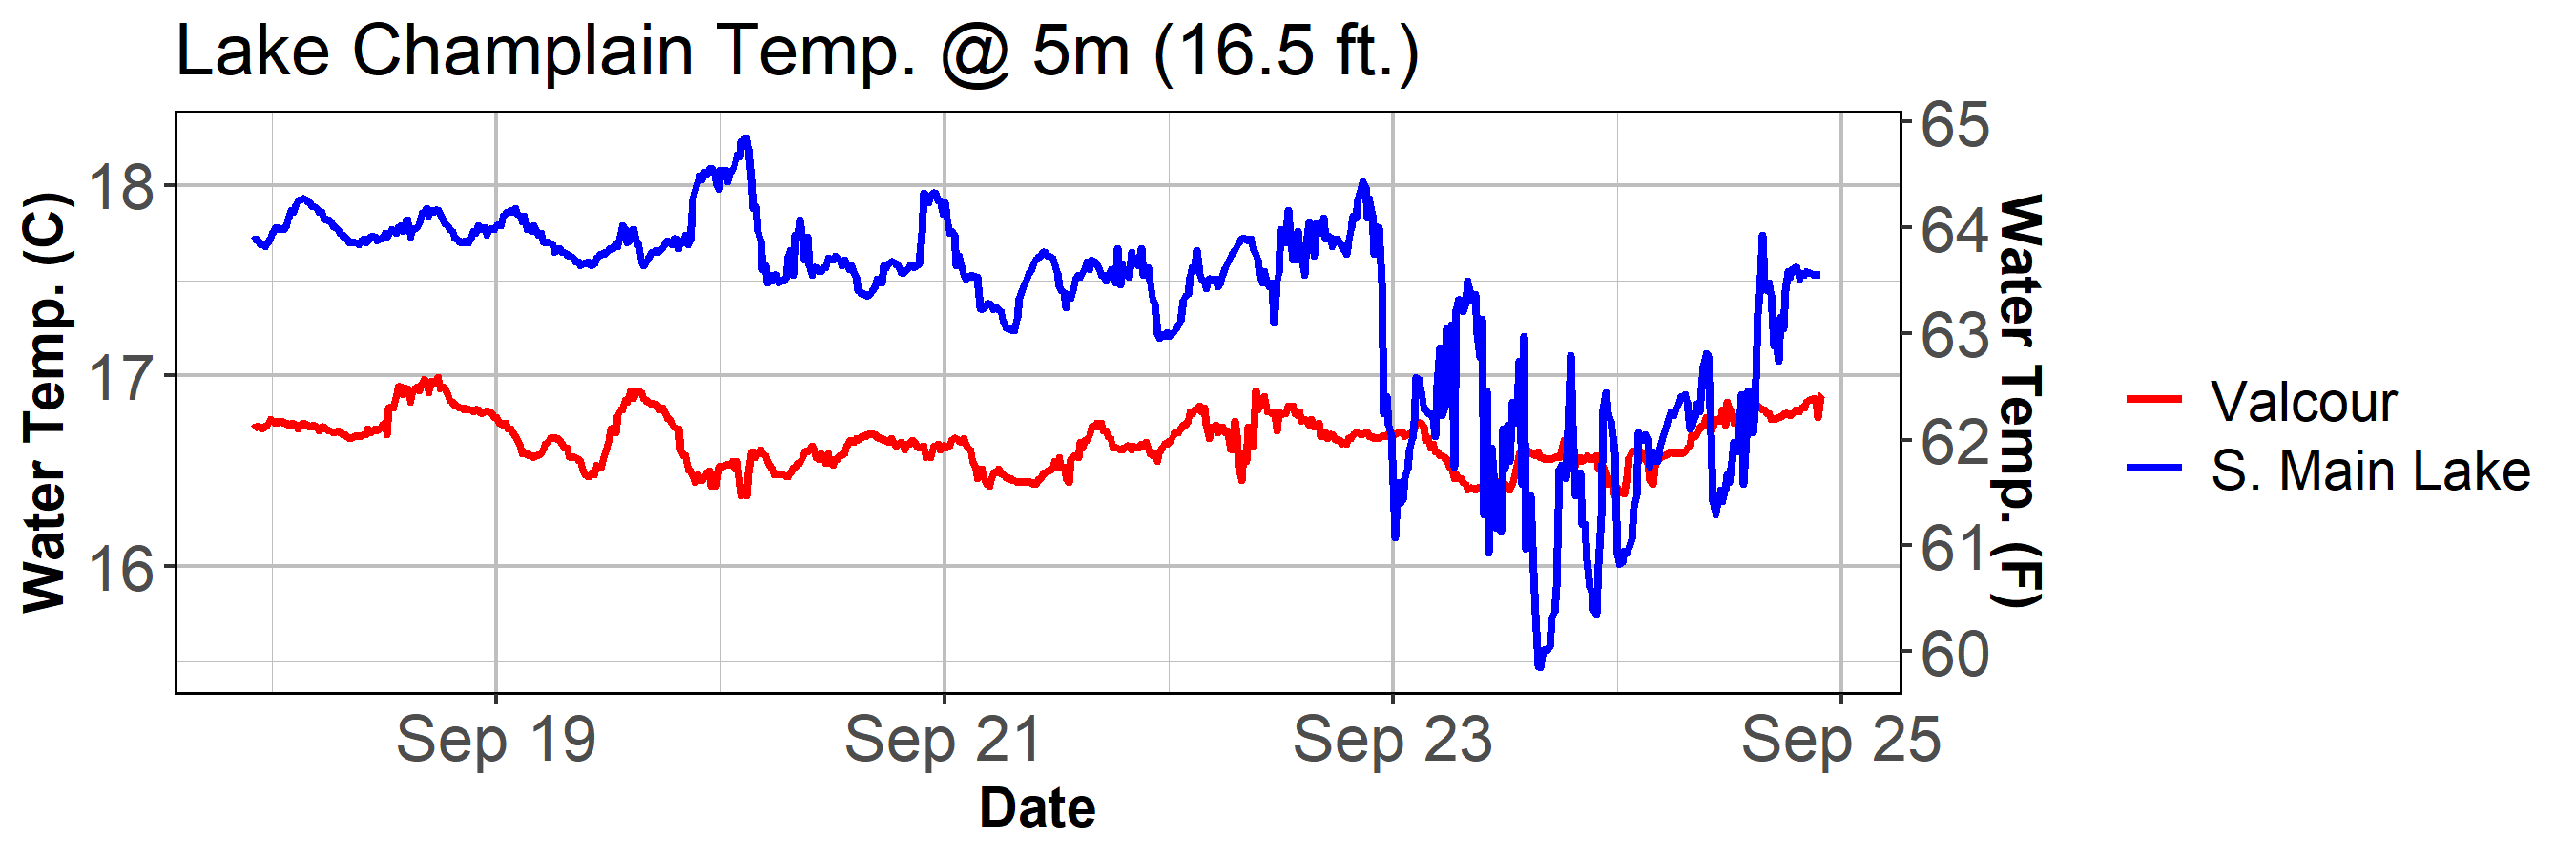 Lake Champlain Temp. @ 5m (16.5 ft.)
Water Temp. (C)
18
17
16
65
64
63
62
61
60
Water Temp. (F)
Sep 19
Sep 21
Sep 23
Sep 25
Date
Valcour
S. Main Lake